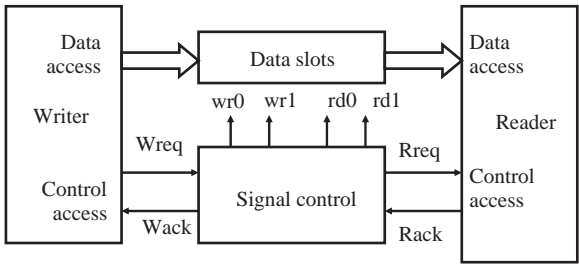 Data
access
Data slots
Data
access
wr0 wr1 rd0 rd1
Writer
Reader
Wreq
Rreq
Control
access
Signal control
Control
access
Wack
Rack